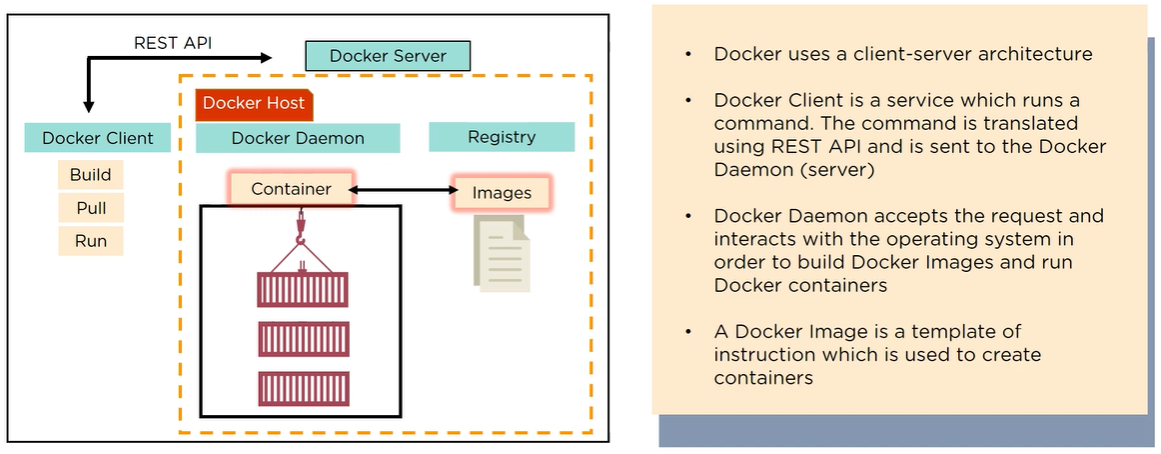 REST API
Docker Server
Docker Host
Docker Client
Docker Daemon
Registry
Build
Pull
Run
Container
Images
• Docker uses a client-server architecture
• Docker Client is a service which runs a
command. The command is translated
using REST API and is sent to the Docker
Daemon (server)
• Docker Daemon accepts the request and
interacts with the operating system in
order to build Docker Images and run
Docker containers
• A Docker Image is a template of
instruction which is used to create
containers